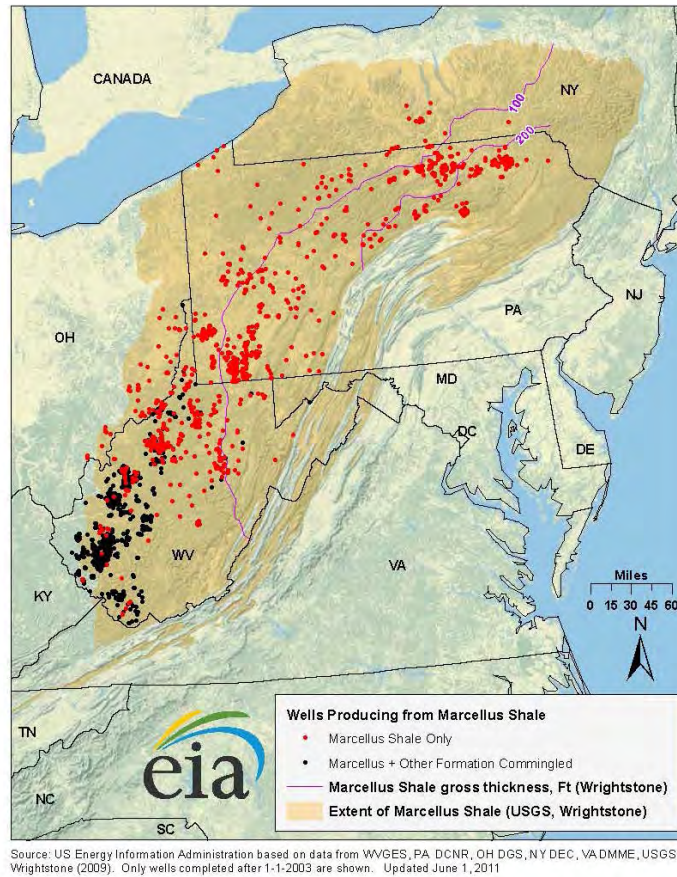 CANADA
NY
100
200
PA
NJ
OH
MD
DC
DE
WV
VA
KY
Miles
0 15 30 45 60
N
TN
NC
SC
eia
Wells Producing from Marcellus Shale
Marcellus Shale Only
Marcellus + Other Formation Commingled
Marcellus Shale gross thickness, Ft (Wrightstone)
Extent of Marcellus Shale (USGS, Wrightstone)
Source: US Energy Information Administration based on data from WVGES, PA DCNR, OH DGS, NY DEC, VA DMME, USGS
Wrightstone (2009). Only wells completed after 1-1-2003 are shown. Updated June 1, 2011